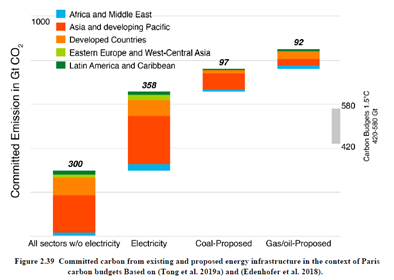 1000
Africa and Middle East
Asia and developing Pacific
Developed Countries
Eastern Europe and West-Central Asia
Latin America and Caribbean
97
92
358
300
580
420
Carbon Budgets 1.5°C
420-580 Gt
Committed Emission in Gt CO2
All sectors w/o electricity
Electricity
Coal-Proposed
Gas/oil-Proposed
Figure 2.39 Committed carbon from existing and proposed energy infrastructure in the context of Paris
carbon budgets Based on (Tong et al. 2019a) and (Edenhofer et al. 2018).